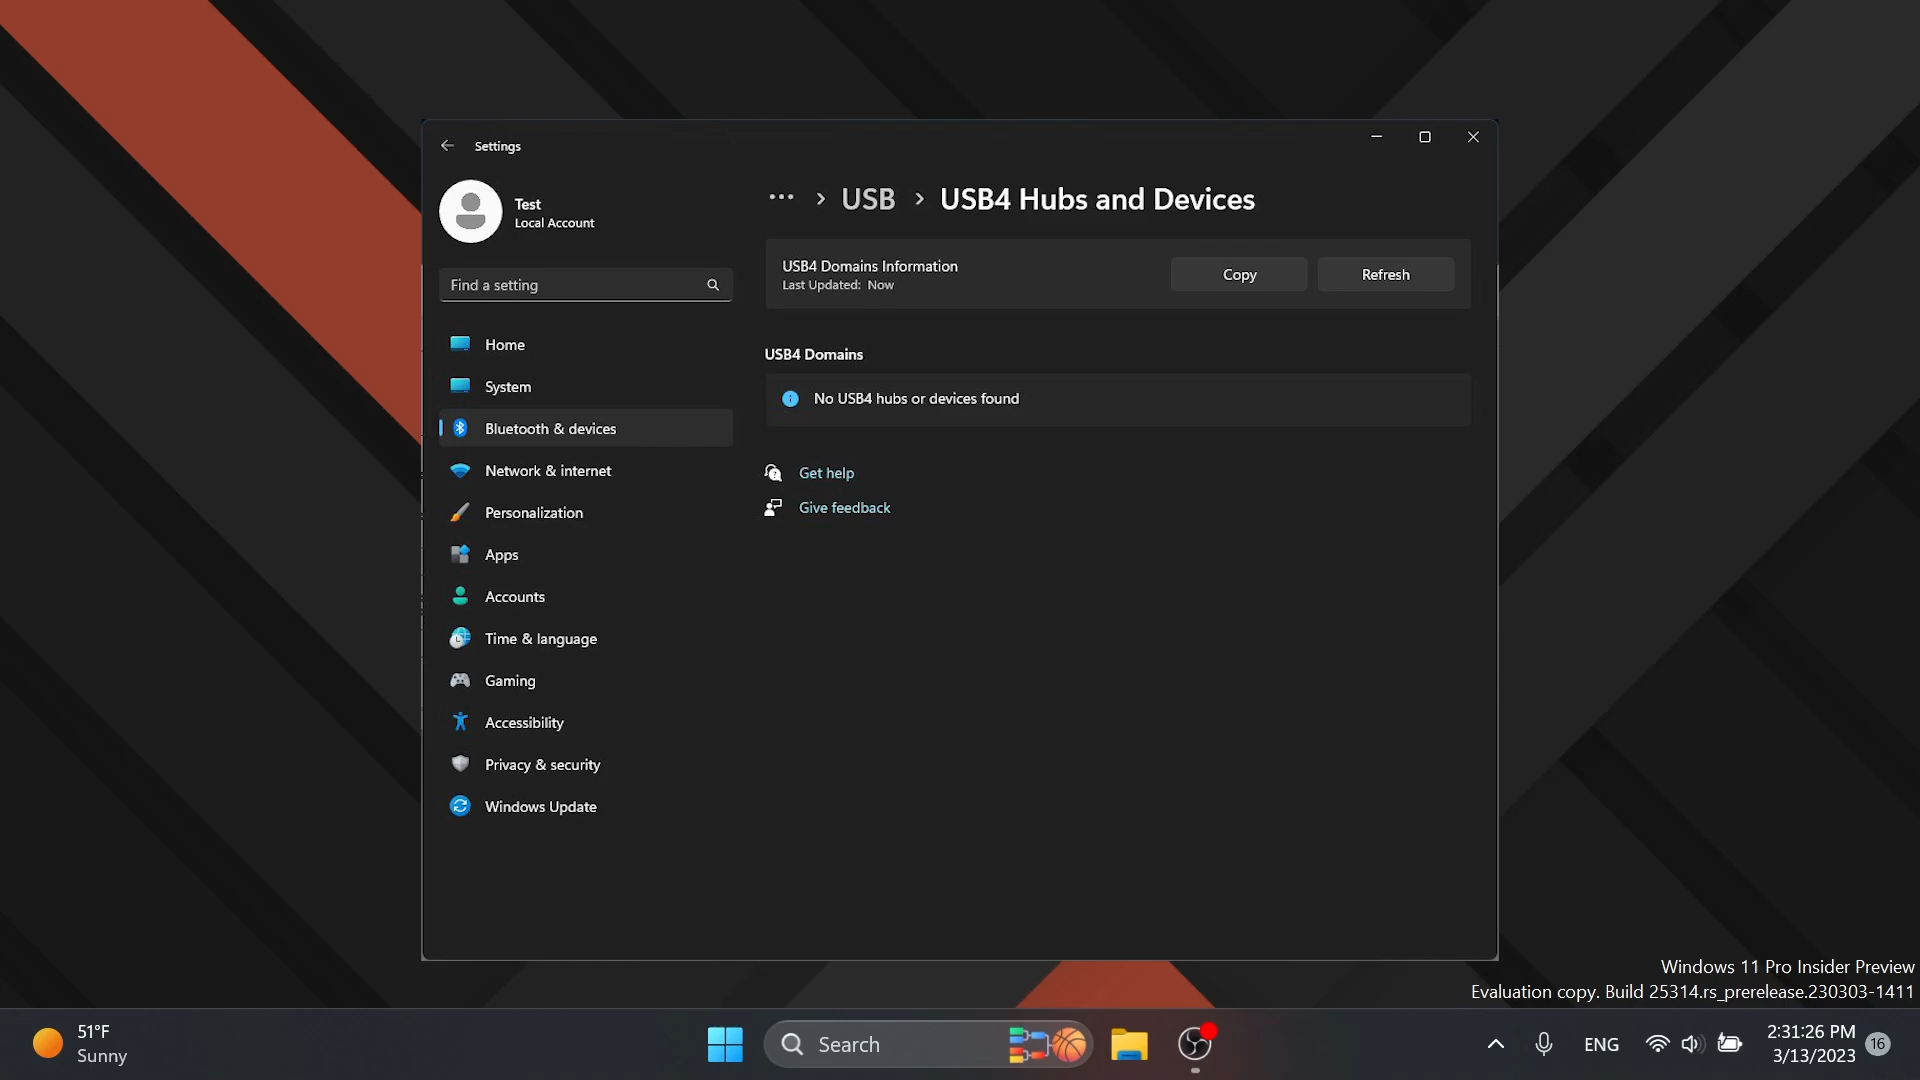 Settings
Test
Local Account
Find a setting
Home
System
Bluetooth & devices
Network & internet
Personalization
Apps
Accounts
Time & language
Gaming
Accessibility
Privacy & security
Windows Update
··· > USB > USB4 Hubs and Devices
USB4 Domains Information
Last Updated: Now
Copy
Refresh
USB4 Domains
No USB4 hubs or devices found
Get help
Give feedback
Windows 11 Pro Insider Preview
Evaluation copy. Build 25314.rs_prerelease.230303-1411
51°F
Sunny
Search
ENG
2:31:26 PM
3/13/2023
16